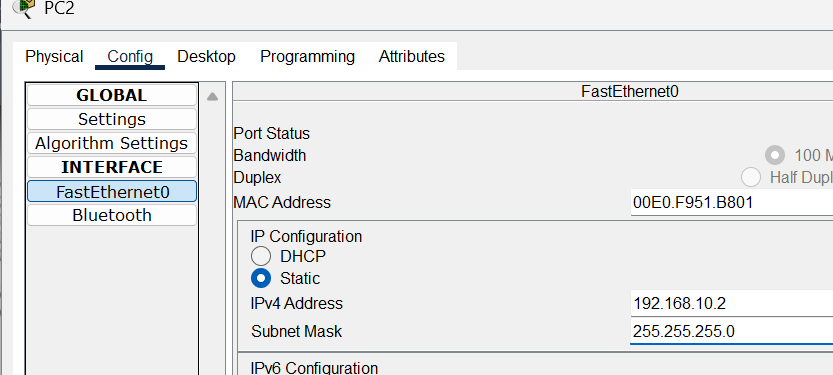 PC2
Physical Config Desktop Programming Attributes
GLOBAL
Settings
Algorithm Settings
INTERFACE
FastEthernet0
Bluetooth
FastEthernet0
Port Status
Bandwidth 100 M
Duplex Half Dupl
MAC Address 00E0.F951.B801
IP Configuration
DHCP
Static
IPv4 Address 192.168.10.2
Subnet Mask 255.255.255.0
IPv6 Configuration